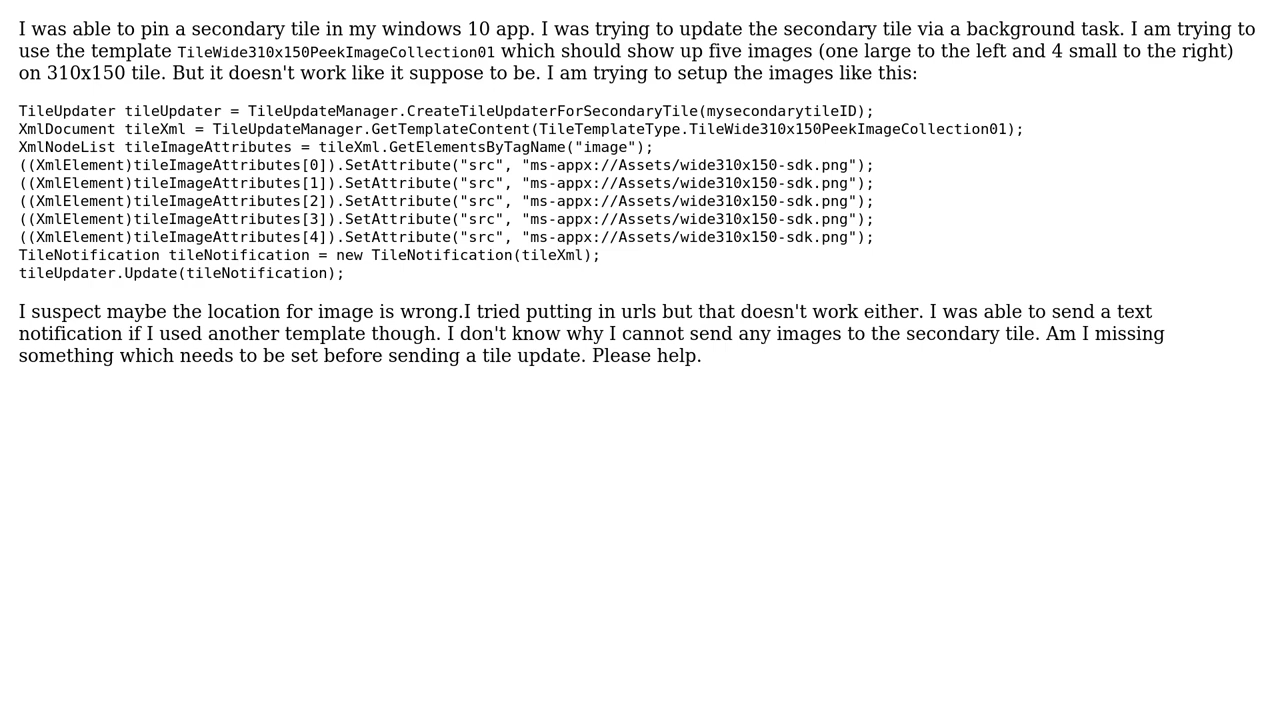 I was able to pin a secondary tile in my windows 10 app. I was trying to update the secondary tile via a background task. I am trying to
use the template TileWide310x150PeekImageCollection01 which should show up five images (one large to the left and 4 small to the right)
on 310x150 tile. But it doesn't work like it suppose to be. I am trying to setup the images like this:
TileUpdater tileUpdater = TileUpdateManager.CreateTileUpdaterForSecondaryTile(mysecondarytileID);
XmlDocument tileXml = TileUpdateManager.GetTemplateContent(TileTemplateType.TileWide310x150PeekImageCollection01);
XmlNodeList tileImageAttributes = tileXml.GetElementsByTagName("image");
((XmlElement)tileImageAttributes[0]).SetAttribute("src", "ms-appx://Assets/wide310x150-sdk.png");
((XmlElement)tileImageAttributes[1]).SetAttribute("src", "ms-appx://Assets/wide310x150-sdk.png");
((XmlElement)tileImageAttributes[2]).SetAttribute("src", "ms-appx://Assets/wide310x150-sdk.png");
((XmlElement)tileImageAttributes[3]).SetAttribute("src", "ms-appx://Assets/wide310x150-sdk.png");
((XmlElement)tileImageAttributes[4]).SetAttribute("src", "ms-appx://Assets/wide310x150-sdk.png");
TileNotification tileNotification = new TileNotification(tileXml);
tileUpdater.Update(tileNotification);
I suspect maybe the location for image is wrong.I tried putting in urls but that doesn't work either. I was able to send a text
notification if I used another template though. I don't know why I cannot send any images to the secondary tile. Am I missing
something which needs to be set before sending a tile update. Please help.